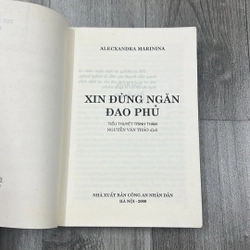 ALECXANĐRA MARININA
XIN ĐỪNG NGĂN
ĐAO PHỦ
TIỂU THUYẾT TRINH THÁM
NGUYỄN VĂN THẢO dịch
NHÀ XUẤT BẢN CÔNG AN NHÂN DÂN
HÀ NỘI - 2000